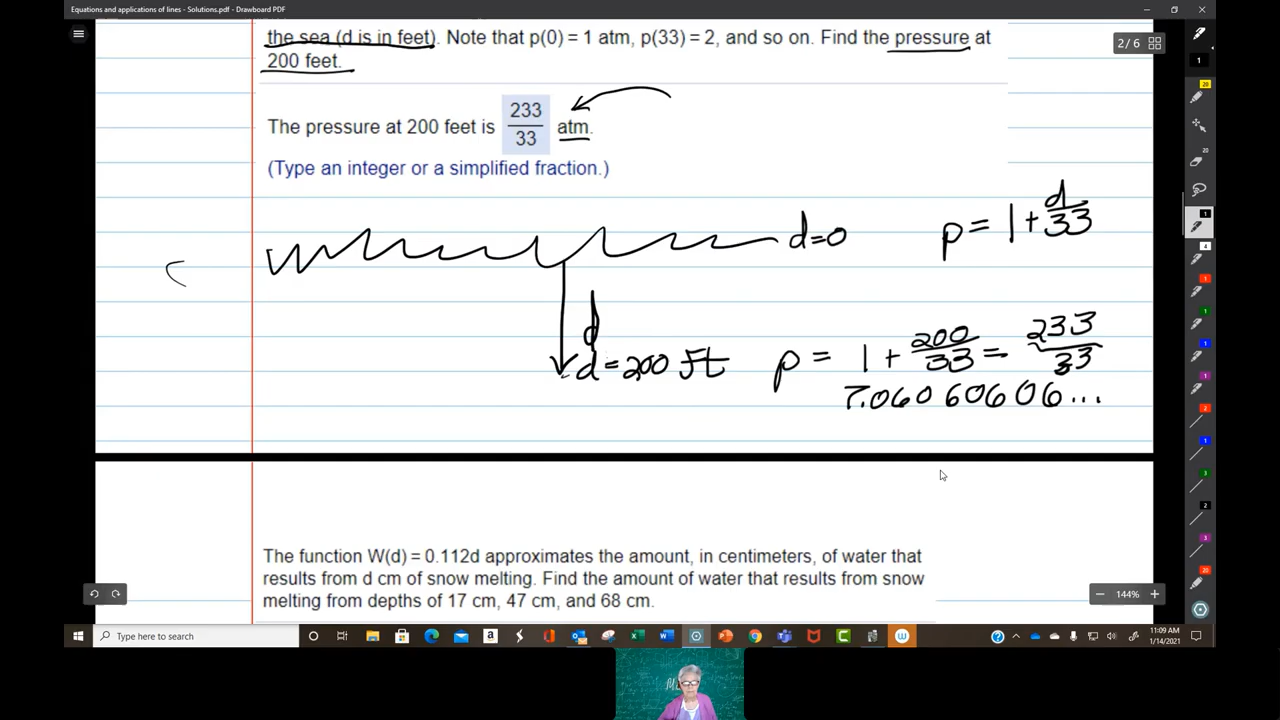 Equations and applications of lines - Solutions.pdf - Drawboard PDF
the sea (d is in feet). Note that p(0) = 1 atm, p(33) = 2, and so on. Find the pressure at
200 feet.
2/6
The pressure at 200 feet is 233/33 atm.
(Type an integer or a simplified fraction.)
d=0
p = 1 + d/33
d
d = 200 ft
p = 1 + 200/33 = 233/33
7.06060606...
The function W(d) = 0.112d approximates the amount, in centimeters, of water that
results from d cm of snow melting. Find the amount of water that results from snow
melting from depths of 17 cm, 47 cm, and 68 cm.
144%
Type here to search
11:09 AM
1/14/2021